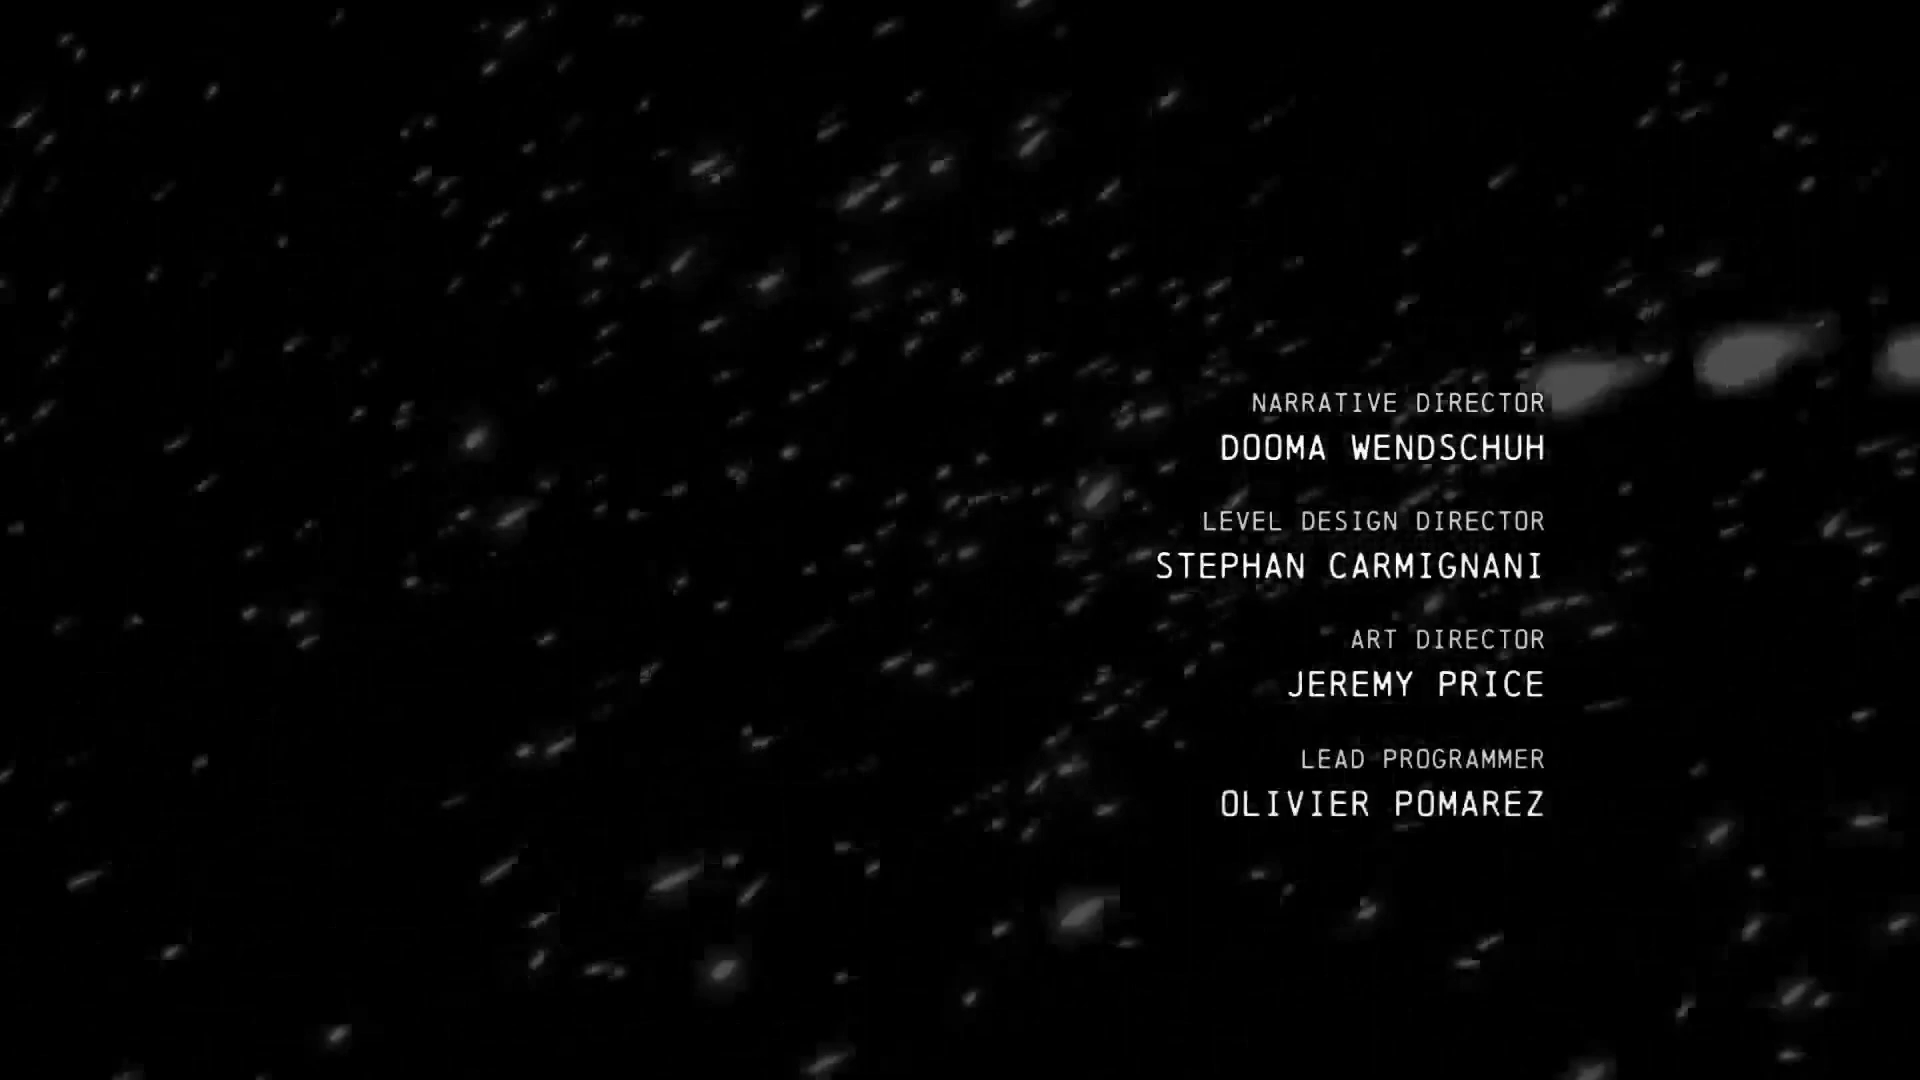 NARRATIVE DIRECTOR
DOOMA WENDSCHUH
LEVEL DESIGN DIRECTOR
STEPHAN CARMIGNANI
ART DIRECTOR
JEREMY PRICE
LEAD PROGRAMMER
OLIVIER POMAREZ